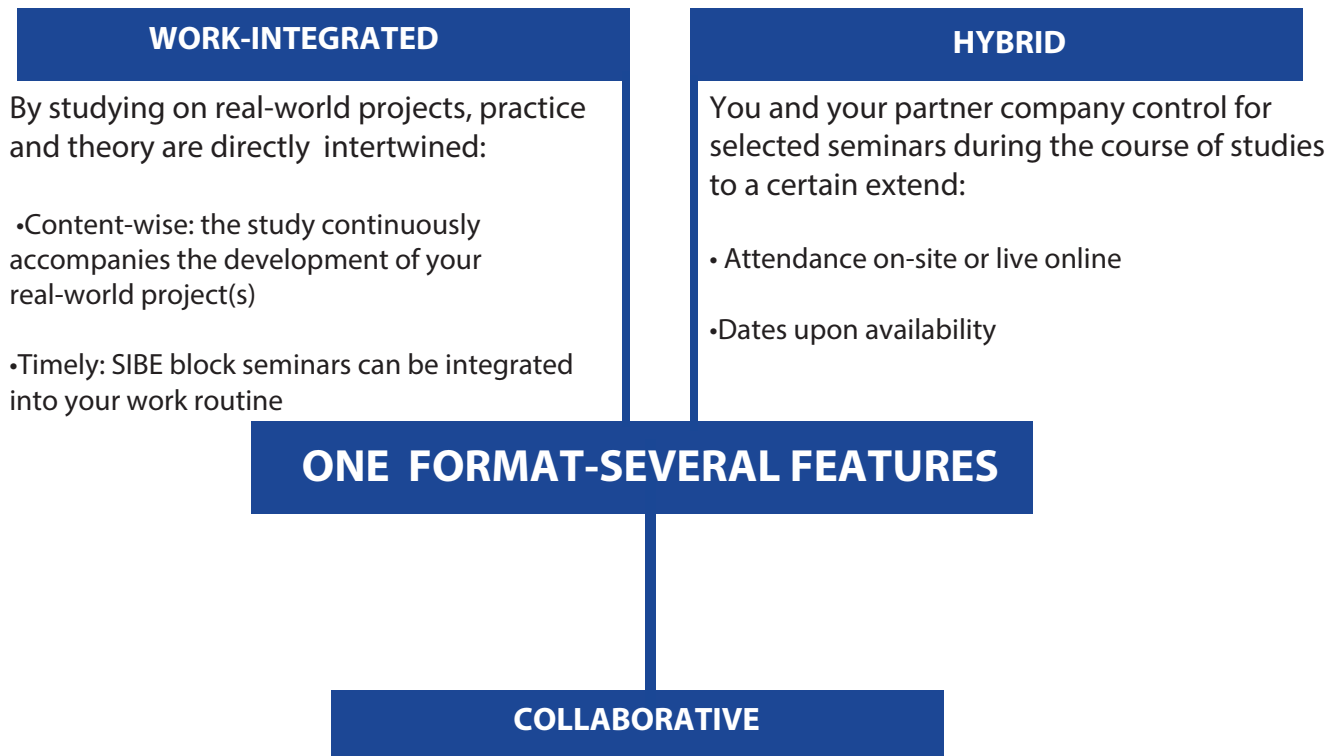 WORK-INTEGRATED
By studying on real-world projects, practice
and theory are directly intertwined:
•Content-wise: the study continuously
accompanies the development of your
real-world project(s)
•Timely: SIBE block seminars can be integrated
into your work routine
HYBRID
You and your partner company control for
selected seminars during the course of studies
to a certain extend:
• Attendance on-site or live online
•Dates upon availability
ONE FORMAT-SEVERAL FEATURES
COLLABORATIVE